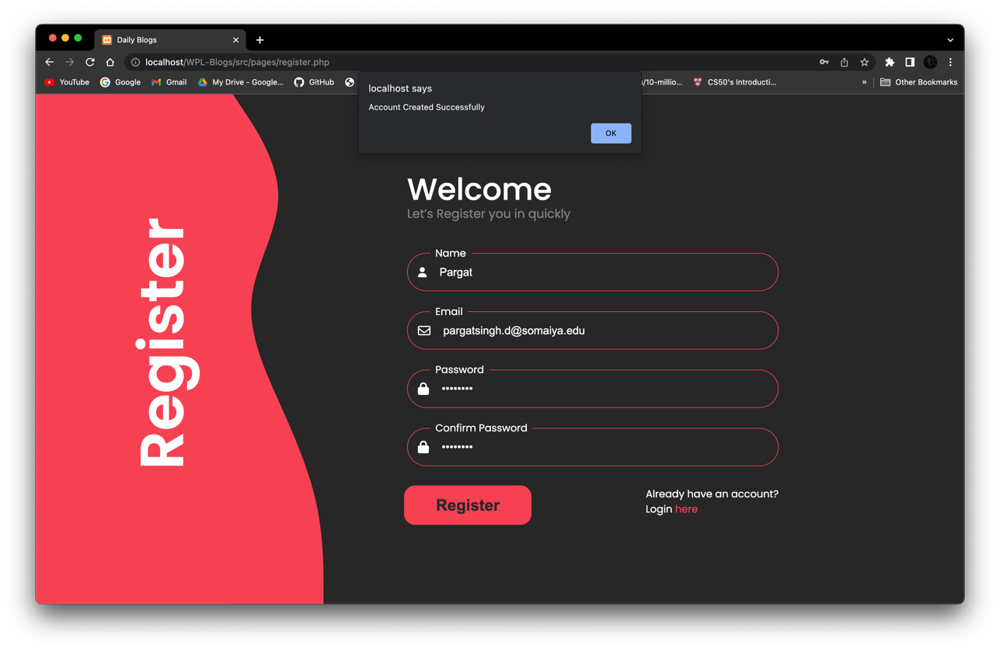 Daily Blogs
localhost/WPL-Blogs/src/pages/register.php
YouTube Google Gmail My Drive - Google... GitHub s/10-millio... CS50's Introducti... » Other Bookmarks
localhost says
Account Created Successfully
OK
Register
Welcome
Let's Register you in quickly
Name
Pargat
Email
pargatsingh.d@somaiya.edu
Password
••••••••
Confirm Password
••••••••
Register
Already have an account?
Login here